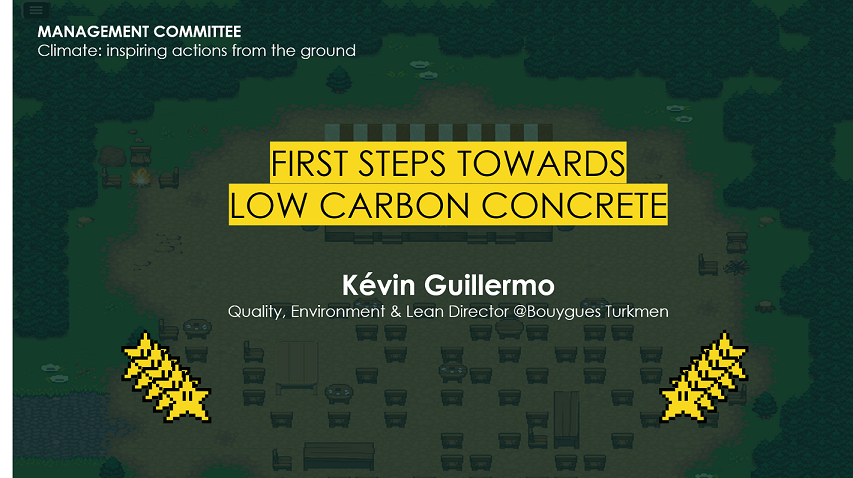 MANAGEMENT COMMITTEE
Climate: inspiring actions from the ground
FIRST STEPS TOWARDS
LOW CARBON CONCRETE
Kévin Guillermo
Quality, Environment & Lean Director @Bouygues Turkmen